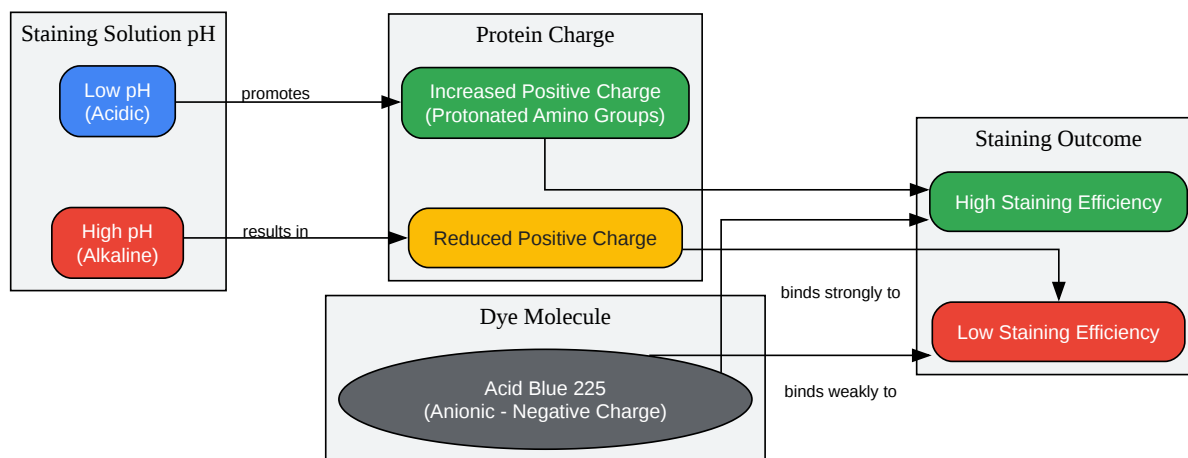 Staining Solution pH
Low pH
(Acidic)
High pH
(Alkaline)
promotes
results in
Protein Charge
Increased Positive Charge
(Protonated Amino Groups)
Reduced Positive Charge
Dye Molecule
Acid Blue 225
(Anionic - Negative Charge)
binds strongly to
binds weakly to
Staining Outcome
High Staining Efficiency
Low Staining Efficiency